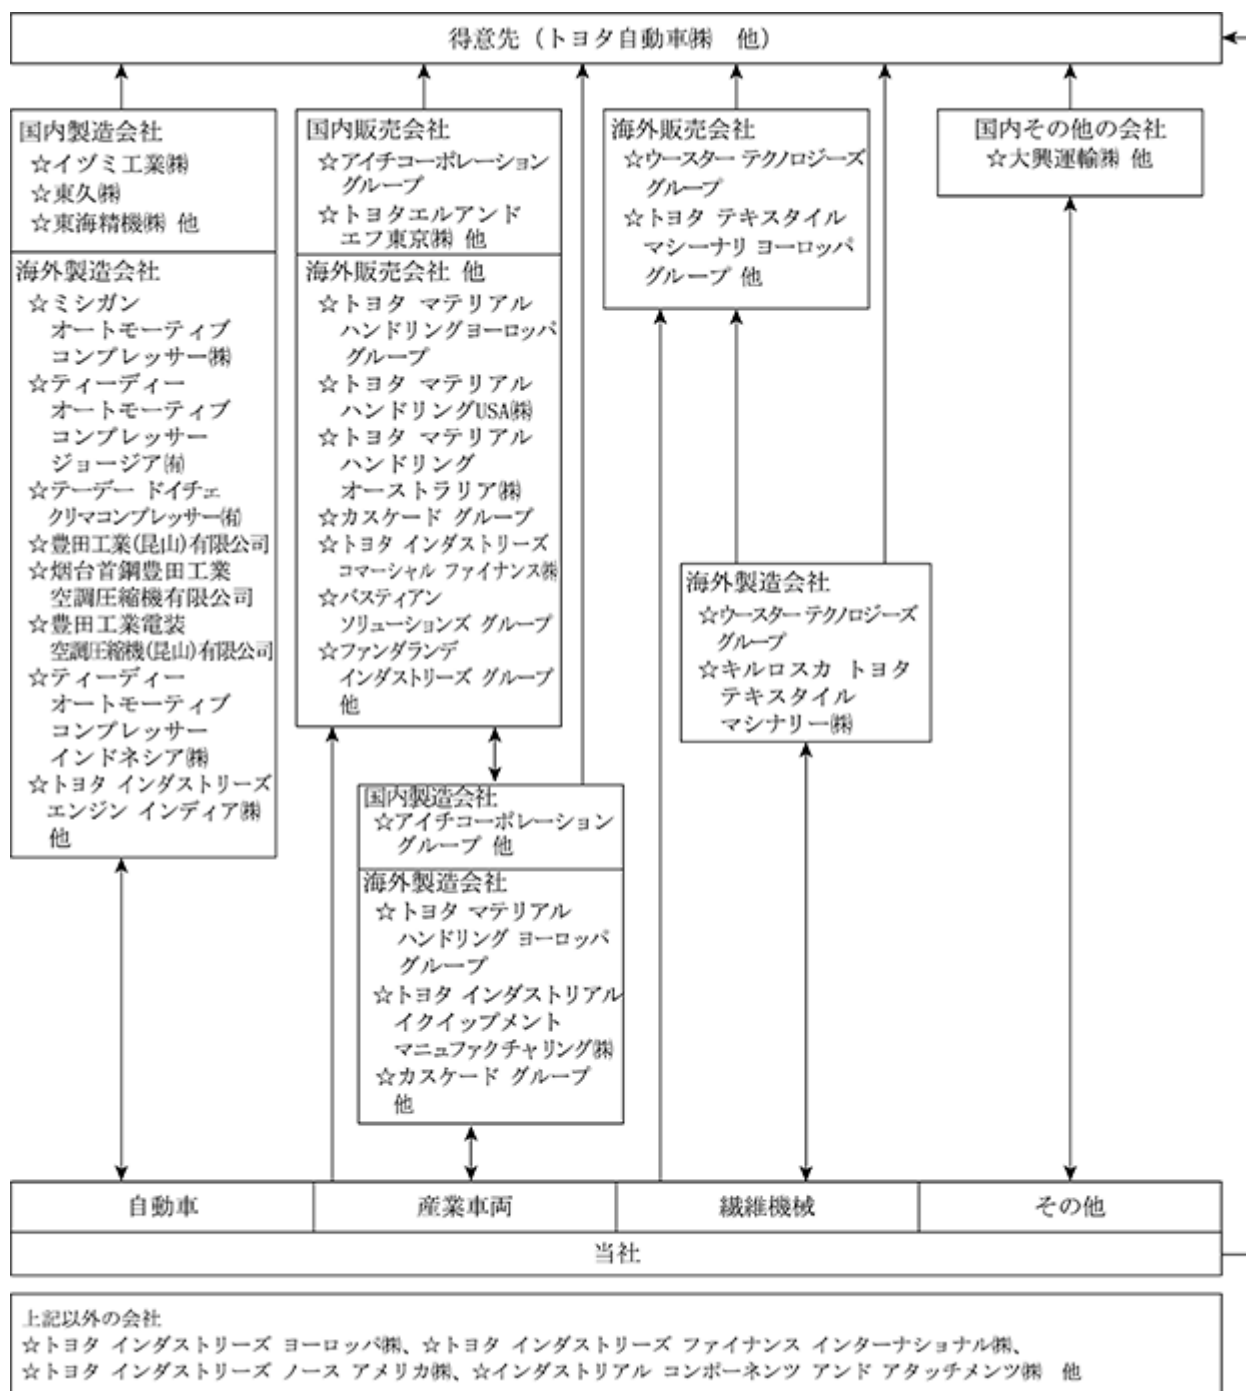 得意先（トヨタ自動車㈱　他）
国内製造会社
☆イヅミ工業㈱
☆東久㈱
☆東海精機㈱ 他
海外製造会社
☆ミシガン
オートモーティブ
コンプレッサー㈱
☆ティーディー
オートモーティブ
コンプレッサー
ジョージア㈲
☆テーデー ドイチェ
クリマコンプレッサー㈲
☆豊田工業(昆山)有限公司
☆烟台首鋼豊田工業
空調圧縮機有限公司
☆豊田工業電装
空調圧縮機(昆山)有限公司
☆ティーディー
オートモーティブ
コンプレッサー
インドネシア㈱
☆トヨタ インダストリーズ
エンジン インディア㈱
他
国内販売会社
☆アイチコーポレーション
グループ
☆トヨタエルアンド
エフ東京㈱ 他
海外販売会社 他
☆トヨタ マテリアル
ハンドリングヨーロッパ
グループ
☆トヨタ マテリアル
ハンドリングUSA㈱
☆トヨタ マテリアル
ハンドリング
オーストラリア㈱
☆カスケード グループ
☆トヨタ インダストリーズ
コマーシャル ファイナンス㈱
☆バスティアン
ソリューションズ グループ
☆ファンダランデ
インダストリーズ グループ
他
国内製造会社
☆アイチコーポレーション
グループ 他
海外製造会社
☆トヨタ マテリアル
ハンドリング ヨーロッパ
グループ
☆トヨタ インダストリアル
イクイップメント
マニュファクチャリング㈱
☆カスケード グループ
他
海外販売会社
☆ウースター テクノロジーズ
グループ
☆トヨタ テキスタイル
マシーナリ ヨーロッパ
グループ 他
海外製造会社
☆ウースター テクノロジーズ
グループ
☆キルロスカ トヨタ
テキスタイル
マシナリー㈱
国内その他の会社
☆大興運輸㈱ 他
自動車
産業車両
繊維機械
その他
当社
上記以外の会社
☆トヨタ インダストリーズ ヨーロッパ㈱、☆トヨタ インダストリーズ ファイナンス インターナショナル㈱、
☆トヨタ インダストリーズ ノース アメリカ㈱、☆インダストリアル コンポーネンツ アンド アタッチメンツ㈱　他